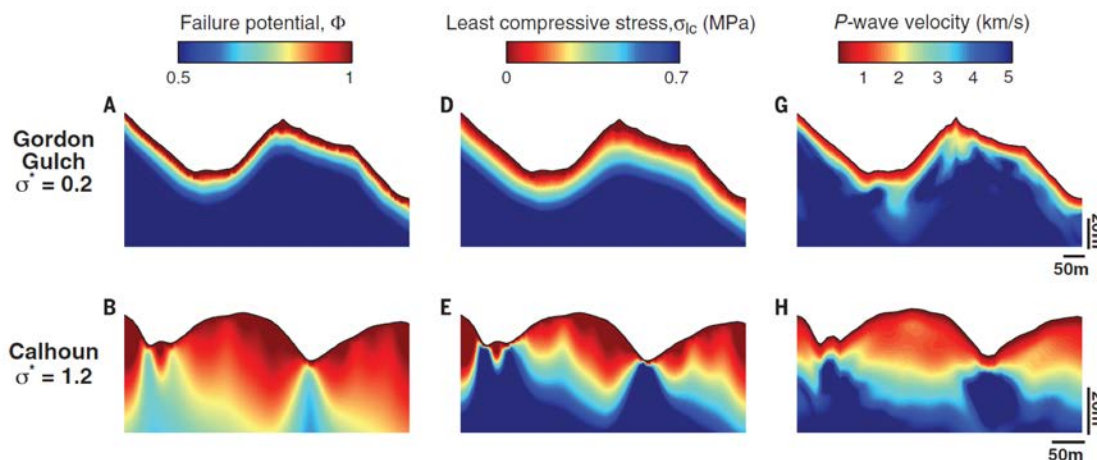 Failure potential, Φ
Least compressive stress,σlc (MPa)
P-wave velocity (km/s)
0.5 1
0 0.7
1 2 3 4 5
A
D
G
Gordon
Gulch
σ* = 0.2
50m
B
E
H
Calhoun
σ* = 1.2
50m